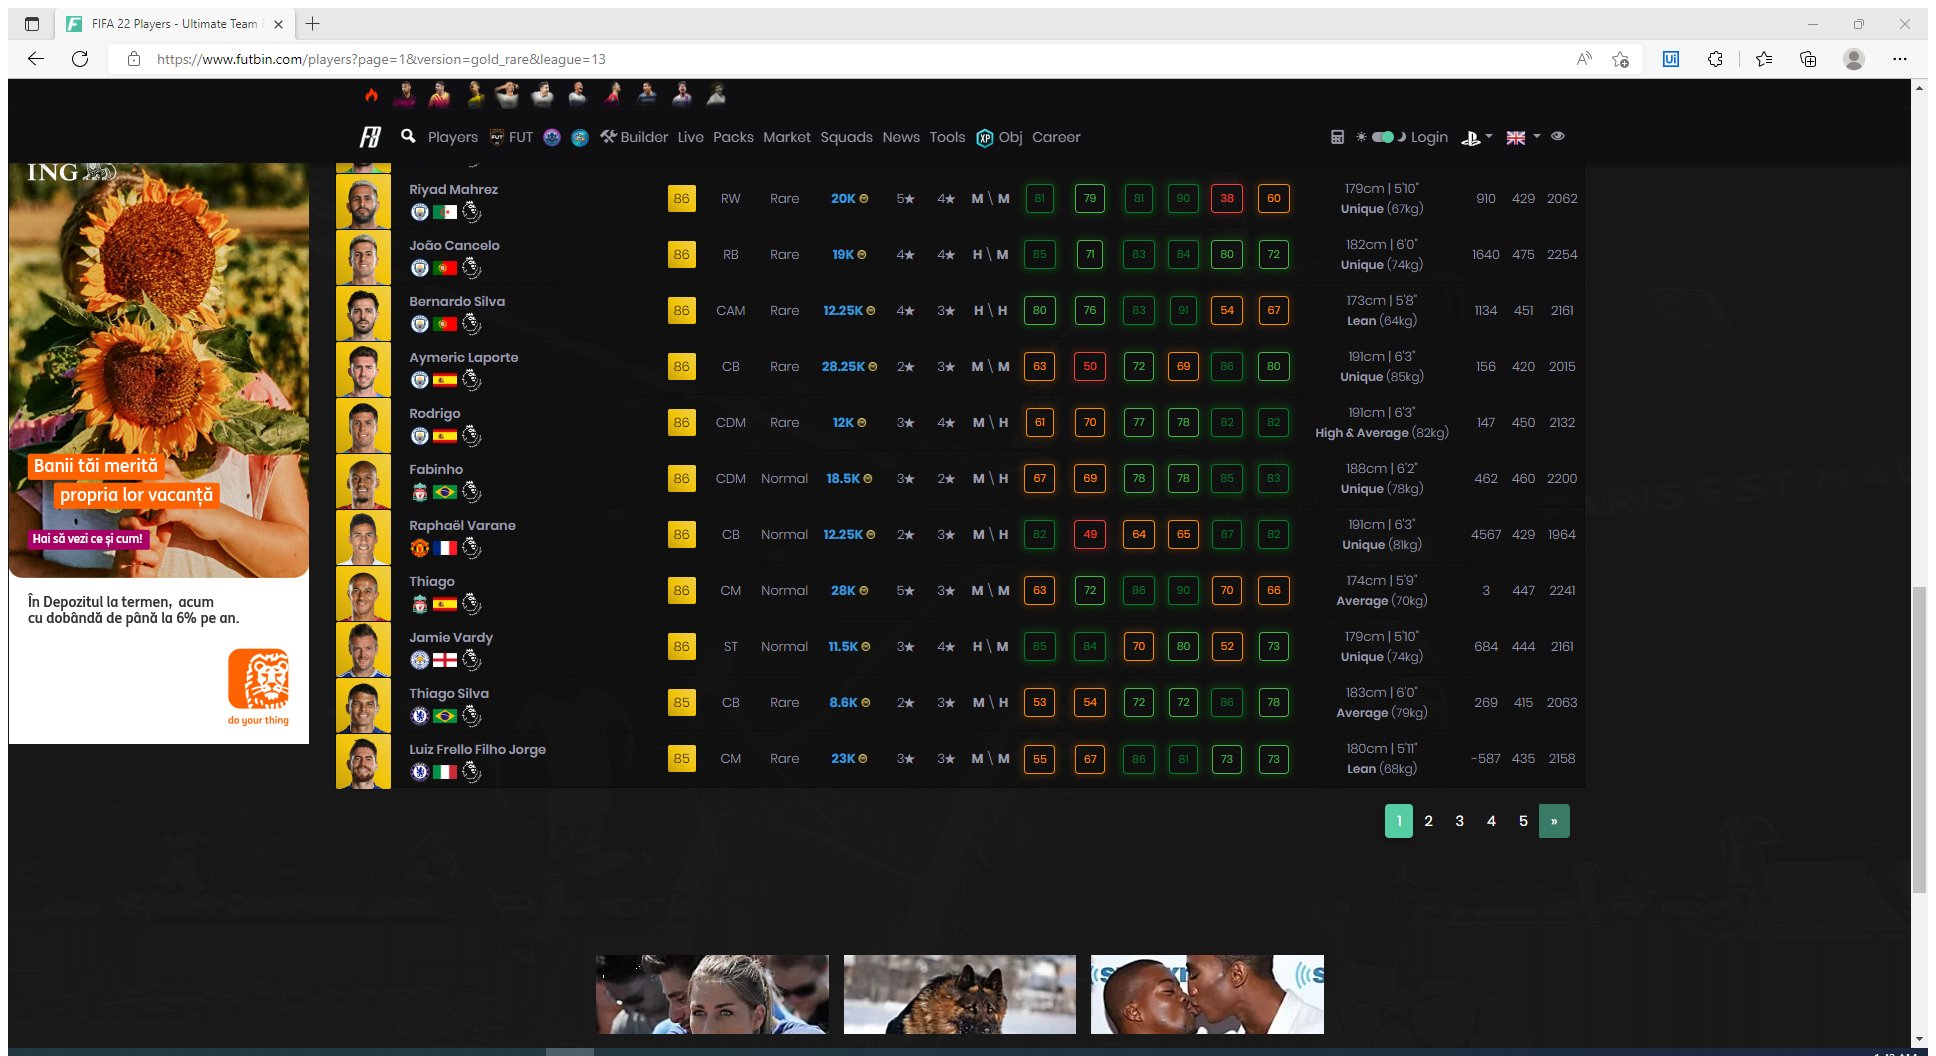 FIFA 22 Players - Ultimate Team
https://www.futbin.com/players?page=1&version=gold_rare&league=13
Players FUT Builder Live Packs Market Squads News Tools XP Obj Career Login
ING
Riyad Mahrez 86 RW Rare 20K 5★ 4★ M \ M 81 79 81 90 38 60 179cm | 5'10" Unique (67kg) 910 429 2062
João Cancelo 86 RB Rare 19K 4★ 4★ H \ M 85 71 83 84 80 72 182cm | 6'0" Unique (74kg) 1640 475 2254
Bernardo Silva 86 CAM Rare 12.25K 4★ 3★ H \ H 80 76 83 91 54 67 173cm | 5'8" Lean (64kg) 1134 451 2161
Aymeric Laporte 86 CB Rare 28.25K 2★ 3★ M \ M 63 50 72 69 86 80 191cm | 6'3" Unique (85kg) 156 420 2015
Rodrigo 86 CDM Rare 12K 3★ 4★ M \ H 61 70 77 78 82 82 191cm | 6'3" High & Average (82kg) 147 450 2132
Fabinho 86 CDM Normal 18.5K 3★ 2★ M \ H 67 69 78 78 85 83 188cm | 6'2" Unique (78kg) 462 460 2200
Raphaël Varane 86 CB Normal 12.25K 2★ 3★ M \ H 82 49 64 65 87 82 191cm | 6'3" Unique (81kg) 4567 429 1964
Thiago 86 CM Normal 28K 5★ 3★ M \ M 63 72 86 90 70 66 174cm | 5'9" Average (70kg) 3 447 2241
Jamie Vardy 86 ST Normal 11.5K 3★ 4★ H \ M 85 84 70 80 52 73 179cm | 5'10" Unique (74kg) 684 444 2161
Thiago Silva 85 CB Rare 8.6K 2★ 3★ M \ H 53 54 72 72 86 78 183cm | 6'0" Average (79kg) 269 415 2063
Luiz Frello Filho Jorge 85 CM Rare 23K 3★ 3★ M \ M 55 67 86 81 73 73 180cm | 5'11" Lean (68kg) -587 435 2158
Banii tăi merită
propria lor vacanță
Hai să vezi ce și cum!
În Depozitul la termen, acum
cu dobândă de până la 6% pe an.
do your thing
1 2 3 4 5 »